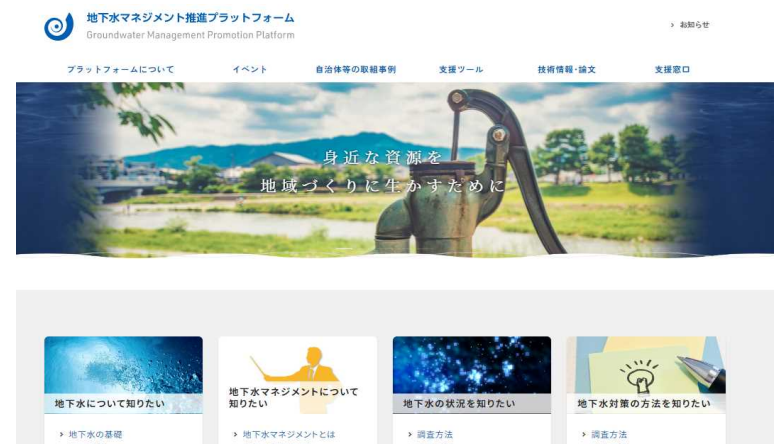 地下水マネジメント推進プラットフォーム
Groundwater Management Promotion Platform
> お知らせ
プラットフォームについて
イベント
自治体等の取組事例
支援ツール
技術情報・論文
支援窓口
身近な資源を
地域づくりに生かすために
地下水について知りたい
> 地下水の基礎
地下水マネジメントについて
知りたい
> 地下水マネジメントとは
地下水の状況を知りたい
> 調査方法
地下水対策の方法を知りたい
> 調査方法